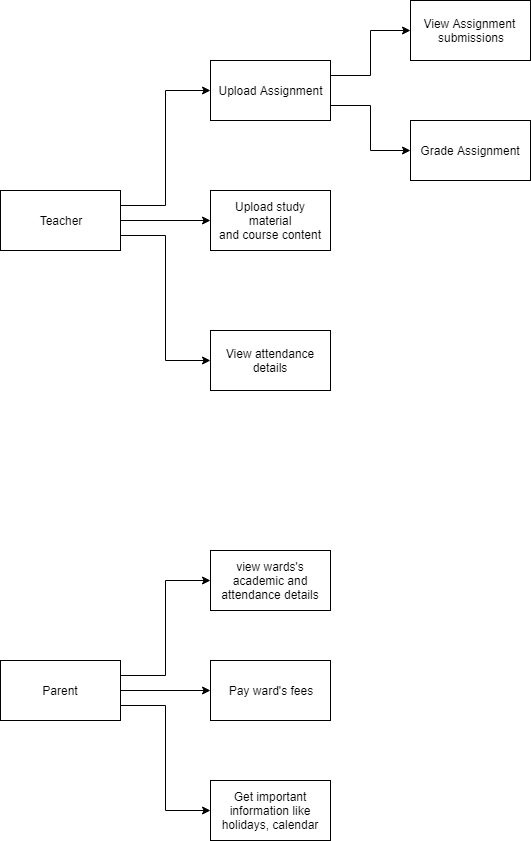 View Assignment
submissions
Upload Assignment
Grade Assignment
Upload study
material
and course content
Teacher
View attendance
details
view wards's
academic and
attendance details
Parent
Pay ward's fees
Get important
information like
holidays, calendar